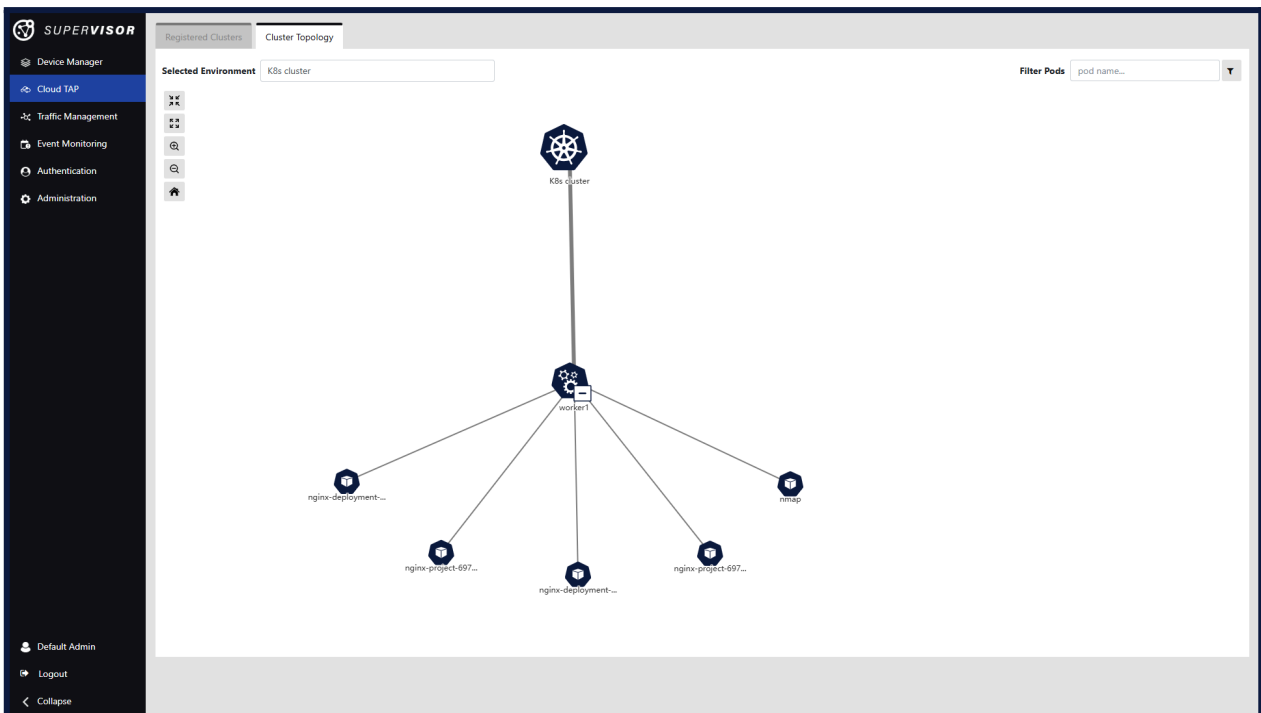 SUPERVISOR
Device Manager
Cloud TAP
Traffic Management
Event Monitoring
Authentication
Administration
Default Admin
Logout
Collapse
Registered Clusters
Cluster Topology
Selected Environment
K8s cluster
Filter Pods
pod name...
K8s cluster
worker1
nginx-deployment-...
nmap
nginx-project-697...
nginx-project-697...
nginx-deployment-...